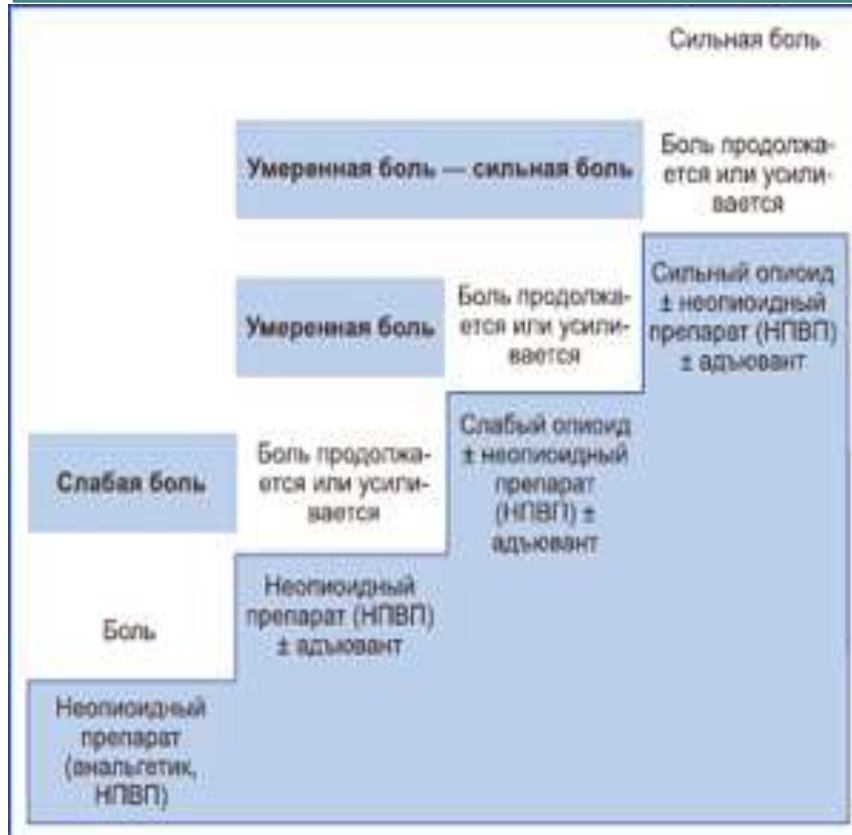 Сильная боль
Умеренная боль — сильная боль
Боль продолжа-
ется или усили-
вается
Умеренная боль
Боль продолжа-
ется или усили-
вается
Сильный опиоид
± неопиоидный
препарат (НПВП)
± адъювант
Слабая боль
Боль продолжа-
ется или усили-
вается
Слабый опиоид
± неопиоидный
препарат
(НПВП) ±
адъювант
Боль
Неопиоидный
препарат (НПВП)
± адъювант
Неопиоидный
препарат
(анальгетик,
НПВП)